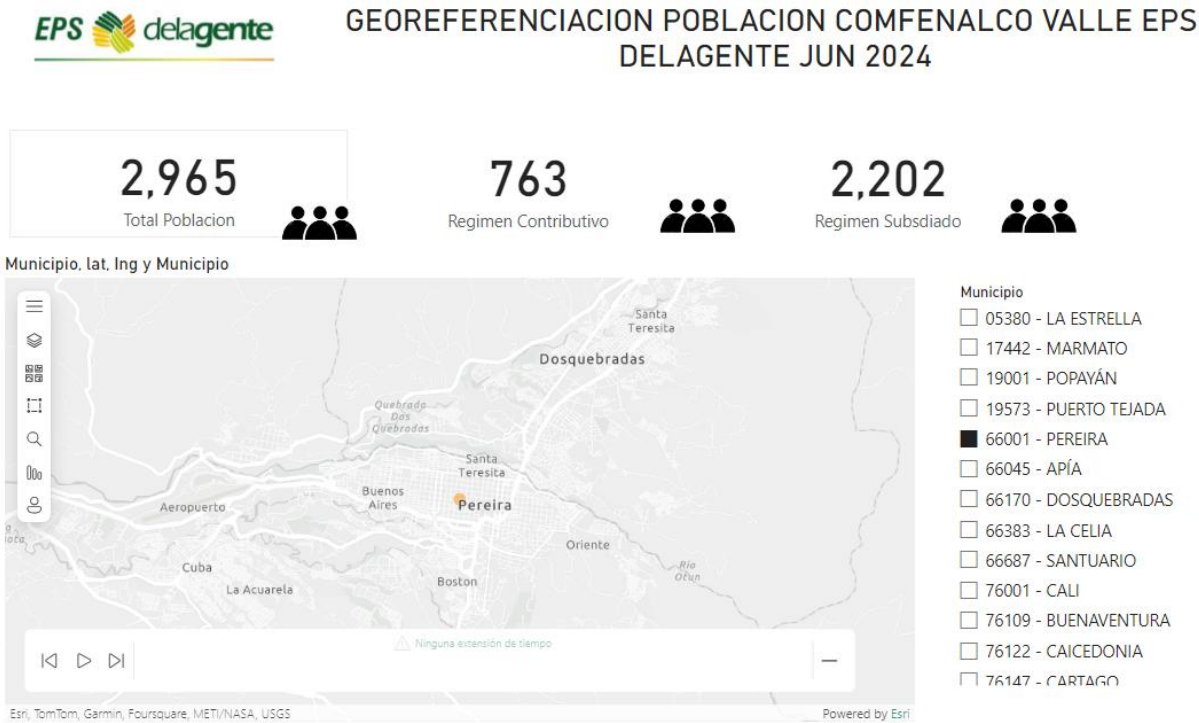 EPS delagente
GEOREFERENCIACION POBLACION COMFENALCO VALLE EPS
DELAGENTE JUN 2024
2,965
Total Poblacion
763
Regimen Contributivo
2,202
Regimen Subsdiado
Municipio, lat, lng y Municipio
Santa
Teresita
Dosquebradas
Quebrada
Dos
Quebradas
Santa
Teresita
Buenos
Aires
Pereira
Aeropuerto
Oriente
Cuba
Boston
Río
Otún
La Acuarela
Ninguna extensión de tiempo
Esri, TomTom, Garmin, Foursquare, METI/NASA, USGS
Powered by Esri
Municipio
05380 - LA ESTRELLA
17442 - MARMATO
19001 - POPAYÁN
19573 - PUERTO TEJADA
66001 - PEREIRA
66045 - APÍA
66170 - DOSQUEBRADAS
66383 - LA CELIA
66687 - SANTUARIO
76001 - CALI
76109 - BUENAVENTURA
76122 - CAICEDONIA
76147 - CARTAGO